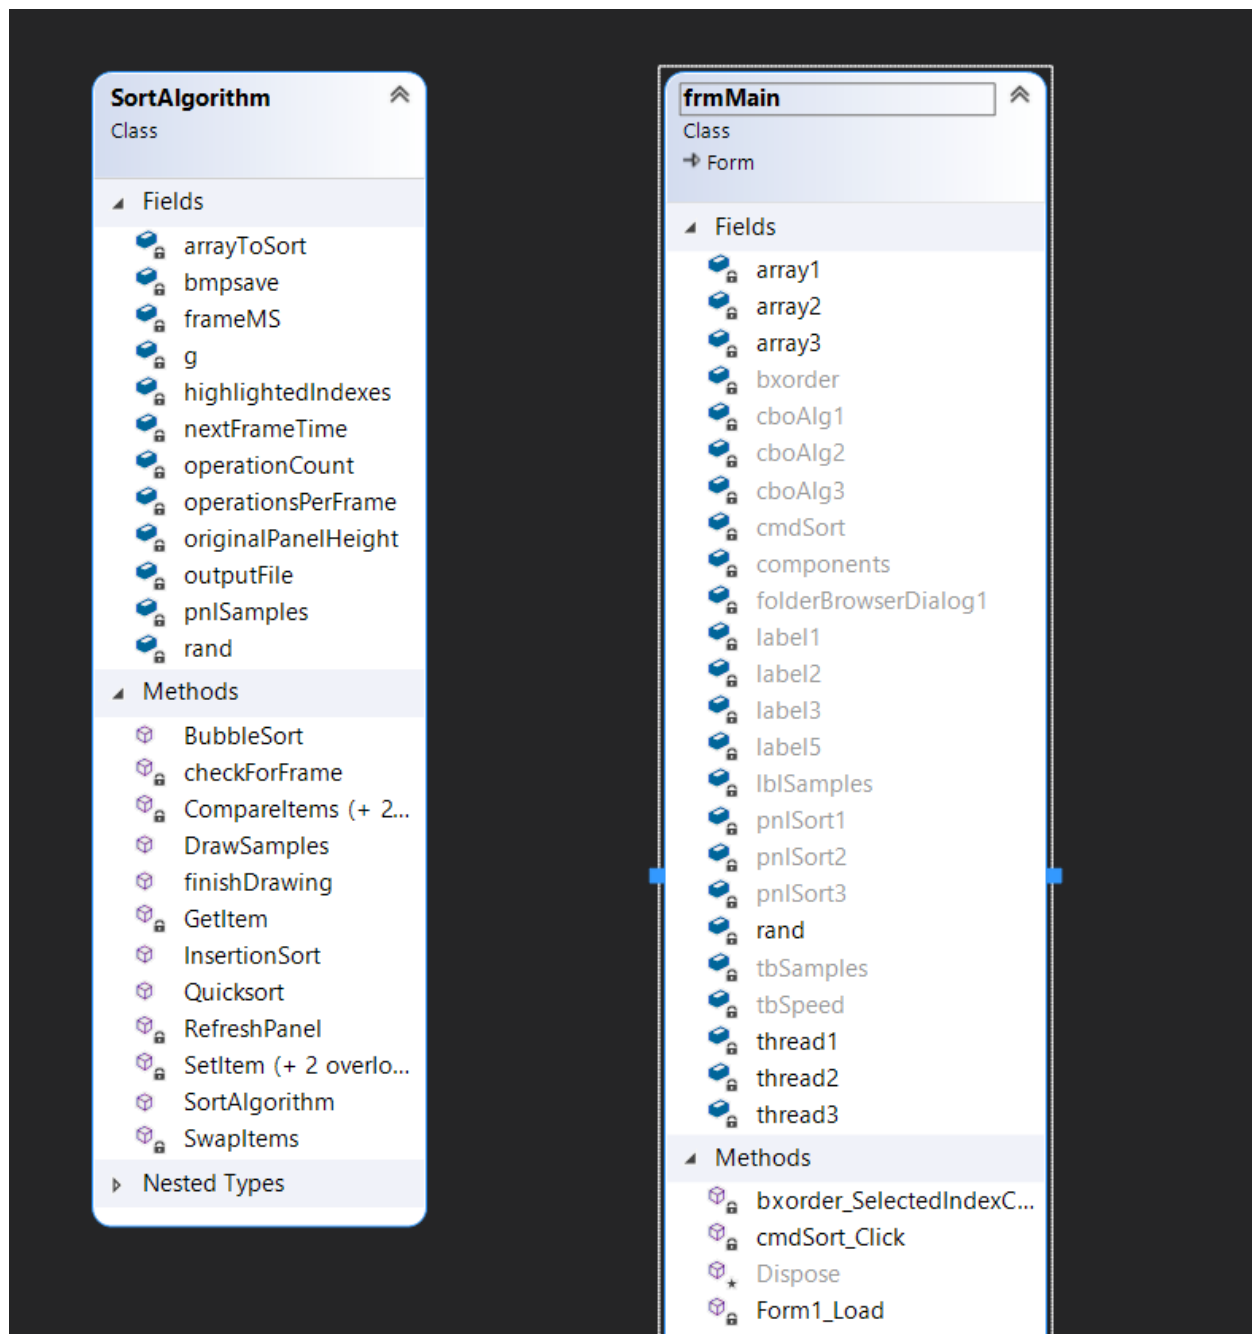 SortAlgorithm
Class
Fields
arrayToSort
bmpsave
frameMS
g
highlightedIndexes
nextFrameTime
operationCount
operationsPerFrame
originalPanelHeight
outputFile
pnlSamples
rand
Methods
BubbleSort
checkForFrame
CompareItems (+ 2...
DrawSamples
finishDrawing
GetItem
InsertionSort
Quicksort
RefreshPanel
SetItem (+ 2 overlo...
SortAlgorithm
SwapItems
Nested Types
frmMain
Class
Form
Fields
array1
array2
array3
bxorder
cboAlg1
cboAlg2
cboAlg3
cmdSort
components
folderBrowserDialog1
label1
label2
label3
label5
lblSamples
pnlSort1
pnlSort2
pnlSort3
rand
tbSamples
tbSpeed
thread1
thread2
thread3
Methods
bxorder_SelectedIndexC...
cmdSort_Click
Dispose
Form1_Load